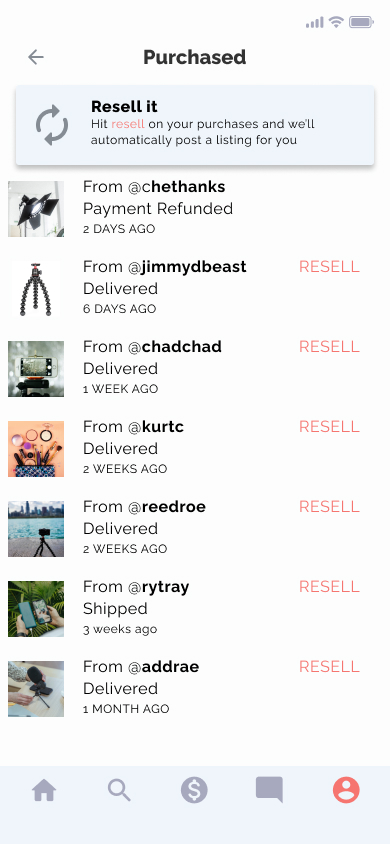 Purchased
Resell it
Hit resell on your purchases and we'll
automatically post a listing for you
From @chethanks
Payment Refunded
2 DAYS AGO
From @jimmydbeast RESELL
Delivered
6 DAYS AGO
From @chadchad RESELL
Delivered
1 WEEK AGO
From @kurtc RESELL
Delivered
2 WEEKS AGO
From @reedroe RESELL
Delivered
2 WEEKS AGO
From @rytray RESELL
Shipped
3 weeks ago
From @addrae RESELL
Delivered
1 MONTH AGO